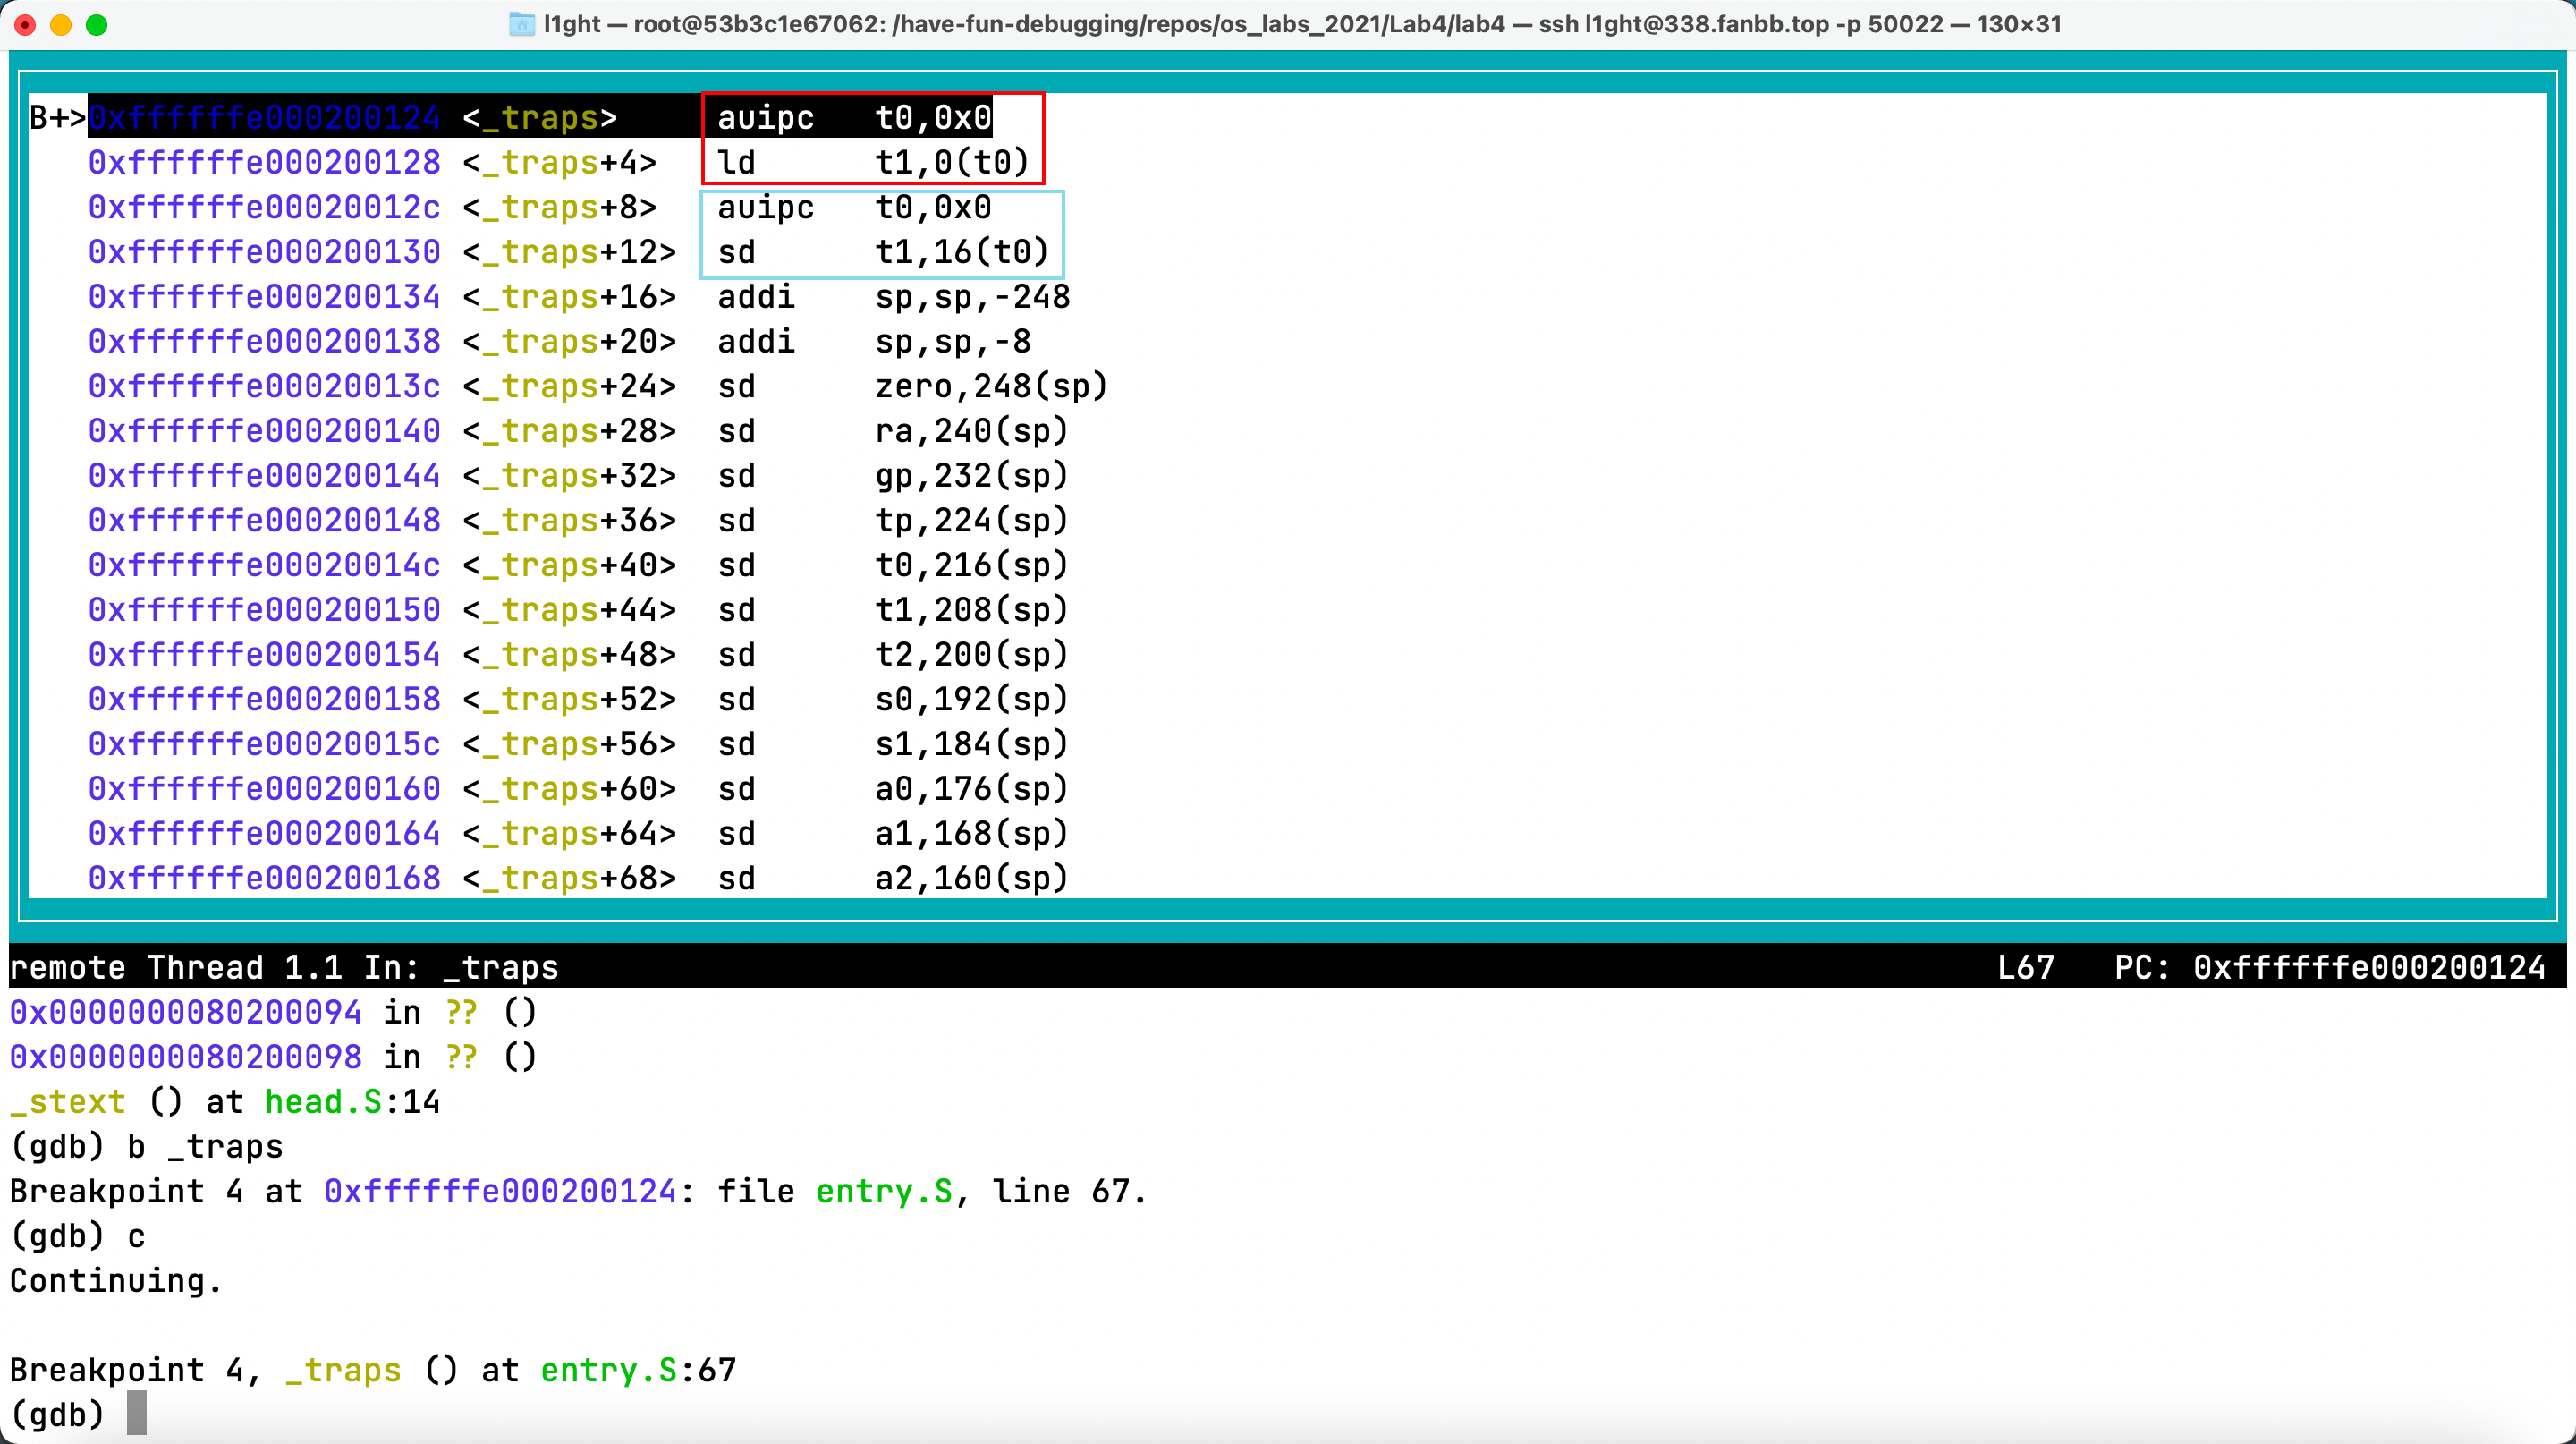 l1ght — root@53b3c1e67062: /have-fun-debugging/repos/os_labs_2021/Lab4/lab4 — ssh l1ght@338.fanbb.top -p 50022 — 130×31
B+>0xffffffe000200124 <_traps> auipc t0,0x0
0xffffffe000200128 <_traps+4> ld t1,0(t0)
0xffffffe00020012c <_traps+8> auipc t0,0x0
0xffffffe000200130 <_traps+12> sd t1,16(t0)
0xffffffe000200134 <_traps+16> addi sp,sp,-248
0xffffffe000200138 <_traps+20> addi sp,sp,-8
0xffffffe00020013c <_traps+24> sd zero,248(sp)
0xffffffe000200140 <_traps+28> sd ra,240(sp)
0xffffffe000200144 <_traps+32> sd gp,232(sp)
0xffffffe000200148 <_traps+36> sd tp,224(sp)
0xffffffe00020014c <_traps+40> sd t0,216(sp)
0xffffffe000200150 <_traps+44> sd t1,208(sp)
0xffffffe000200154 <_traps+48> sd t2,200(sp)
0xffffffe000200158 <_traps+52> sd s0,192(sp)
0xffffffe00020015c <_traps+56> sd s1,184(sp)
0xffffffe000200160 <_traps+60> sd a0,176(sp)
0xffffffe000200164 <_traps+64> sd a1,168(sp)
0xffffffe000200168 <_traps+68> sd a2,160(sp)
remote Thread 1.1 In: _traps L67 PC: 0xffffffe000200124
0x0000000080200094 in ?? ()
0x0000000080200098 in ?? ()
_stext () at head.S:14
(gdb) b _traps
Breakpoint 4 at 0xffffffe000200124: file entry.S, line 67.
(gdb) c
Continuing.
Breakpoint 4, _traps () at entry.S:67
(gdb)